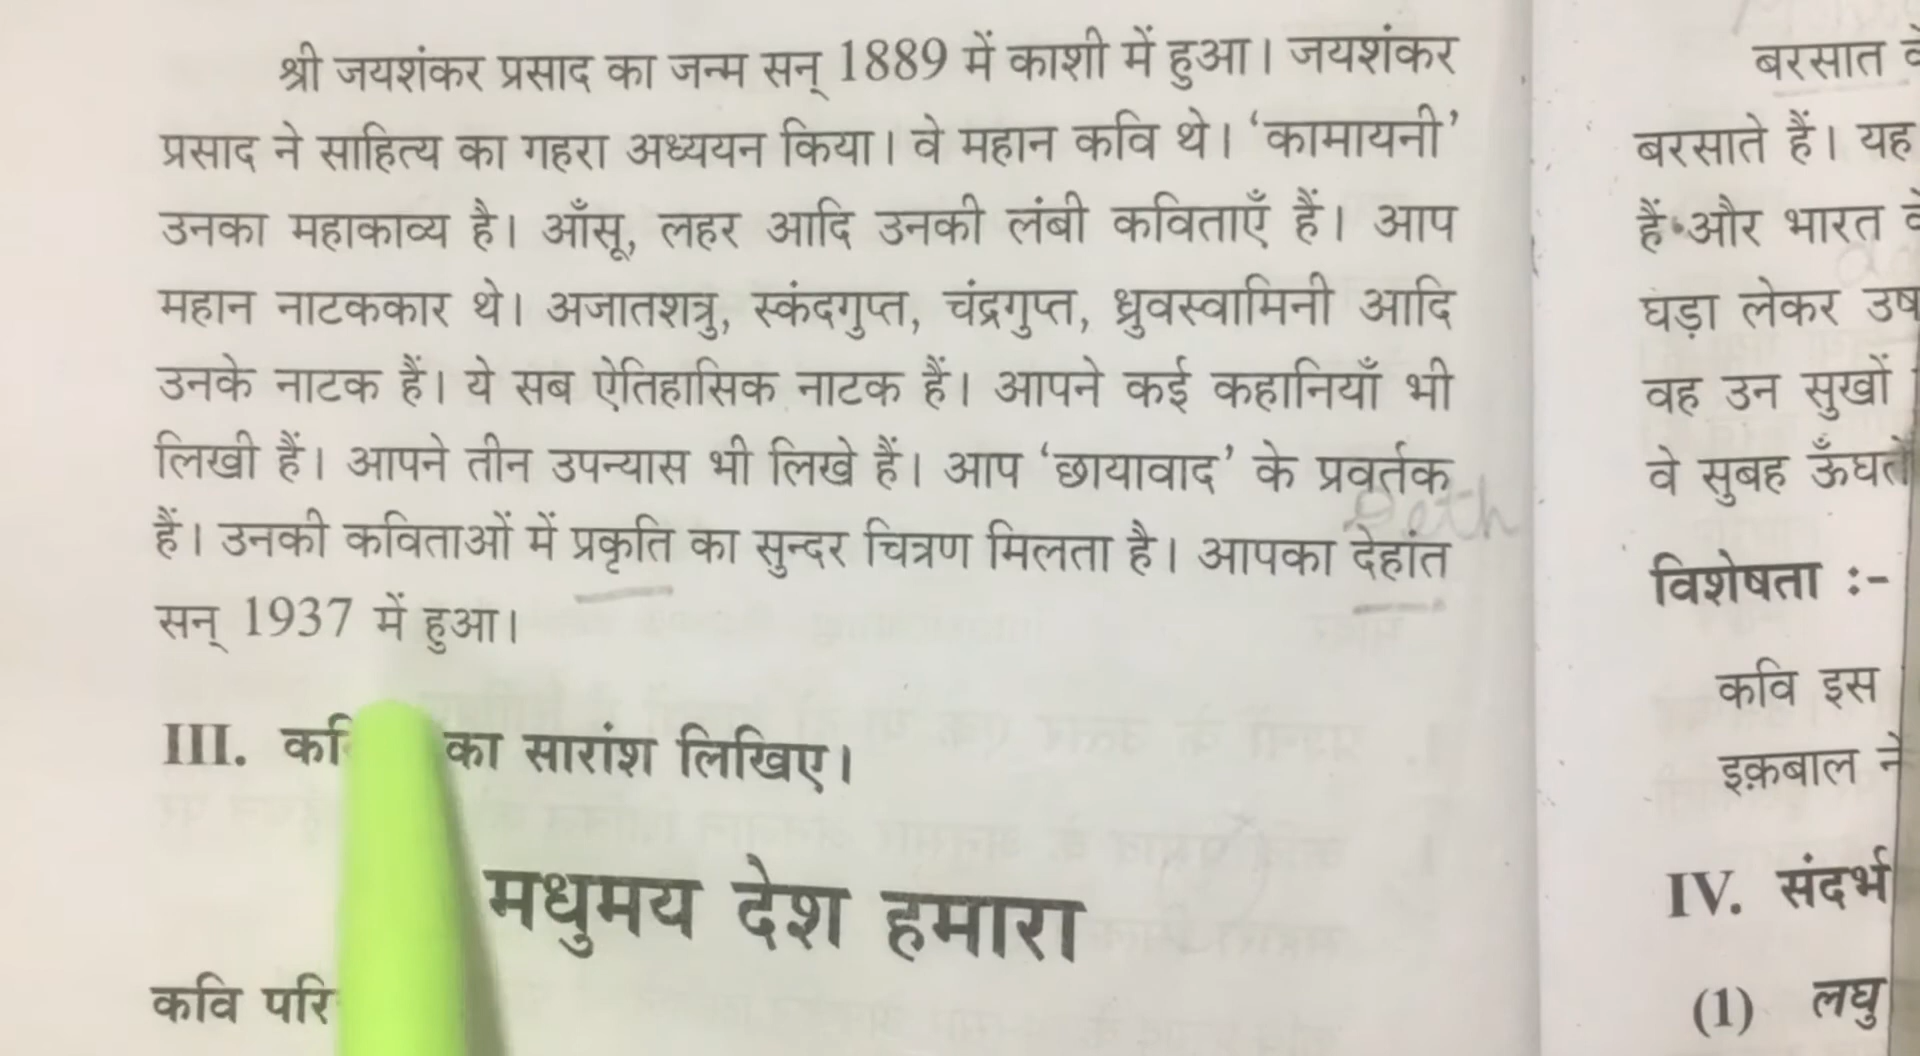 श्री जयशंकर प्रसाद का जन्म सन् 1889 में काशी में हुआ। जयशंकर
प्रसाद ने साहित्य का गहरा अध्ययन किया। वे महान कवि थे। ‘कामायनी’
उनका महाकाव्य है। आँसू, लहर आदि उनकी लंबी कविताएँ हैं। आप
महान नाटककार थे। अजातशत्रु, स्कंदगुप्त, चंद्रगुप्त, ध्रुवस्वामिनी आदि
उनके नाटक हैं। ये सब ऐतिहासिक नाटक हैं। आपने कई कहानियाँ भी
लिखी हैं। आपने तीन उपन्यास भी लिखे हैं। आप ‘छायावाद’ के प्रवर्तक
हैं। उनकी कविताओं में प्रकृति का सुन्दर चित्रण मिलता है। आपका देहांत
सन् 1937 में हुआ।
III. का सारांश लिखिए।
मधुमय देश हमारा
कवि
बरसात
बरसाते हैं। यह
हैं और भारत
घड़ा लेकर
वह उन सुखों
वे सुबह
विशेषता :-
कवि इस
इक़बाल ने
IV. संदर्भ
(1) लघु